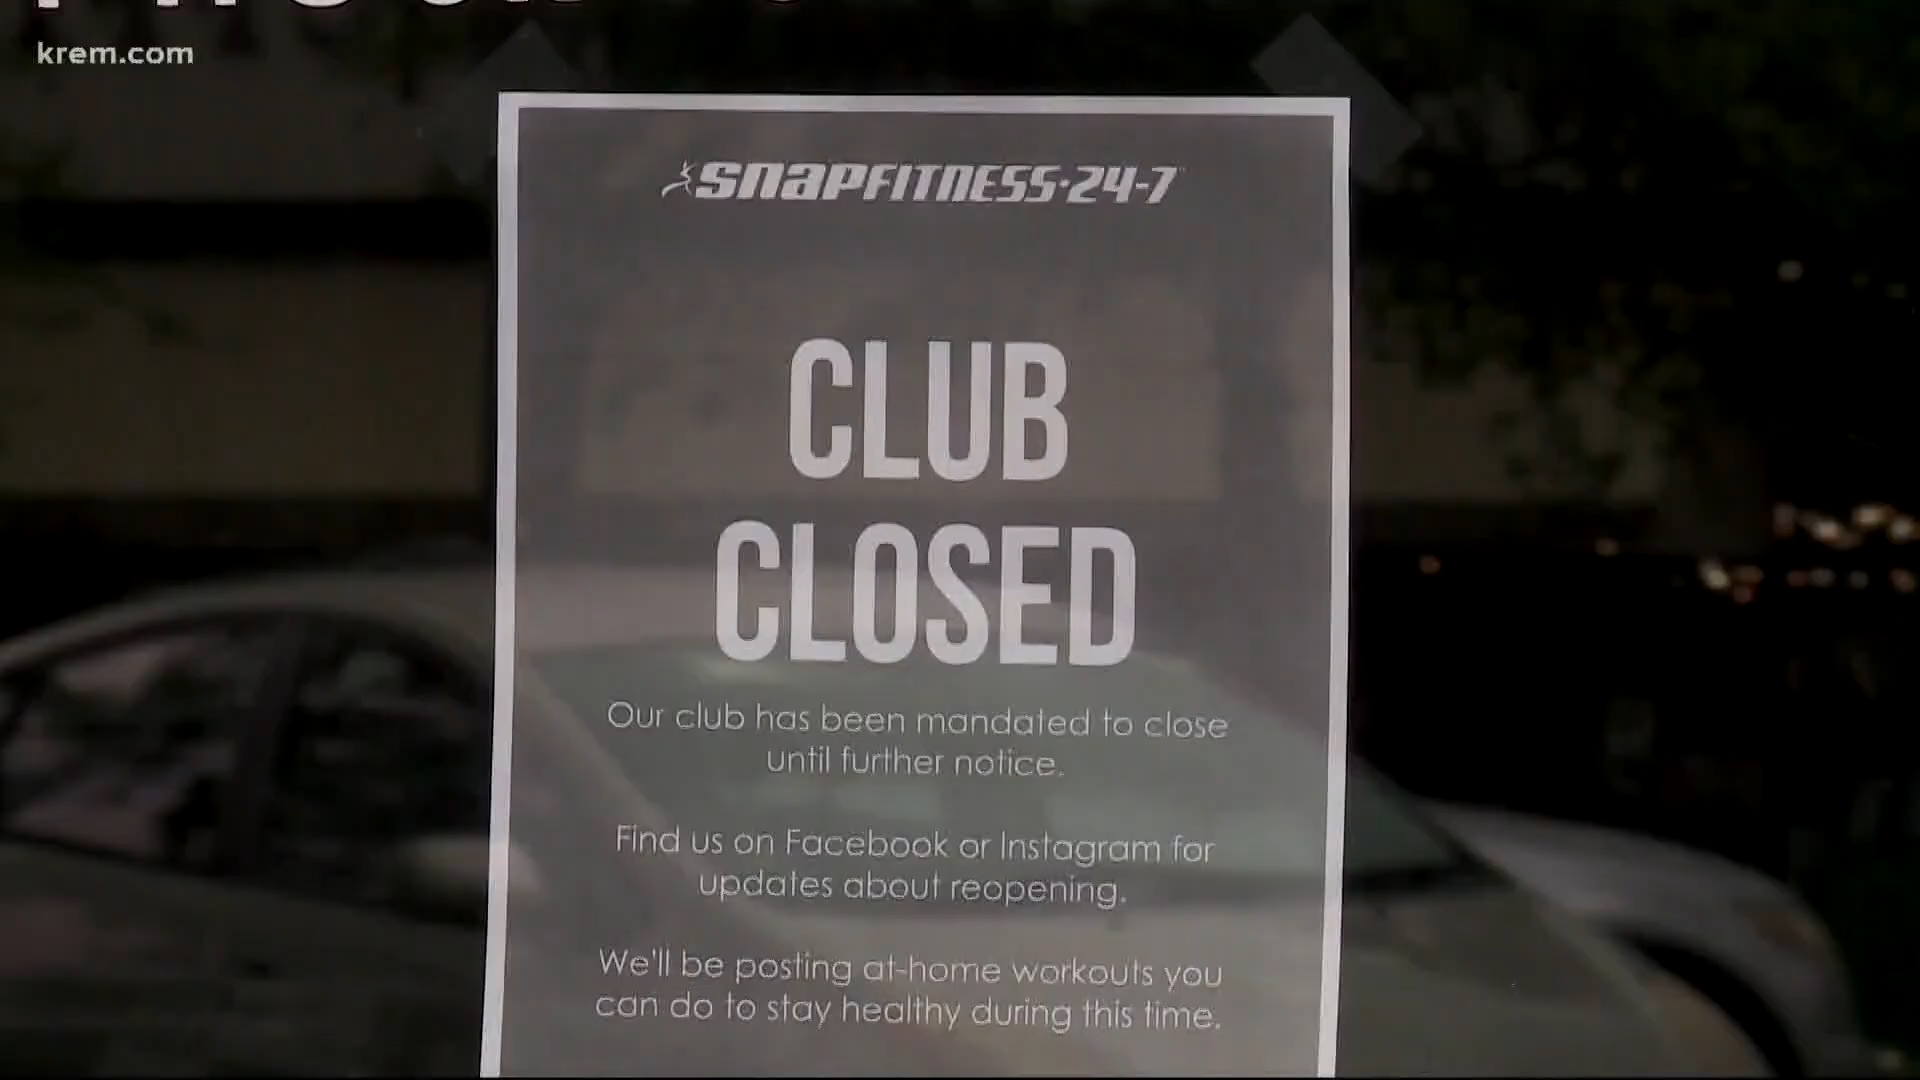 krem.com
snapFITNESS·24-7
CLUB
CLOSED
Our club has been mandated to close
until further notice.
Find us on Facebook or Instagram for
updates about reopening.
We'll be posting at-home workouts you
can do to stay healthy during this time.